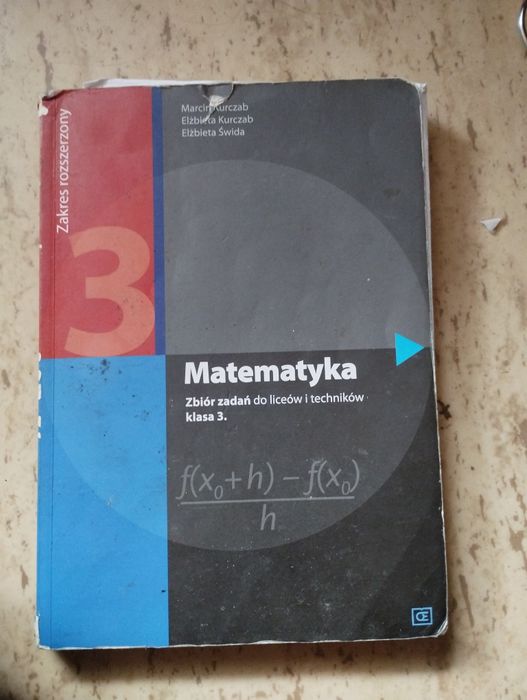 Zakres rozszerzony
3
Marcin Kurczab
Elżbieta Kurczab
Elżbieta Świda
Matematyka
Zbiór zadań do liceów i techników
klasa 3.
f(x₀+h) – f(x₀)
h
OE